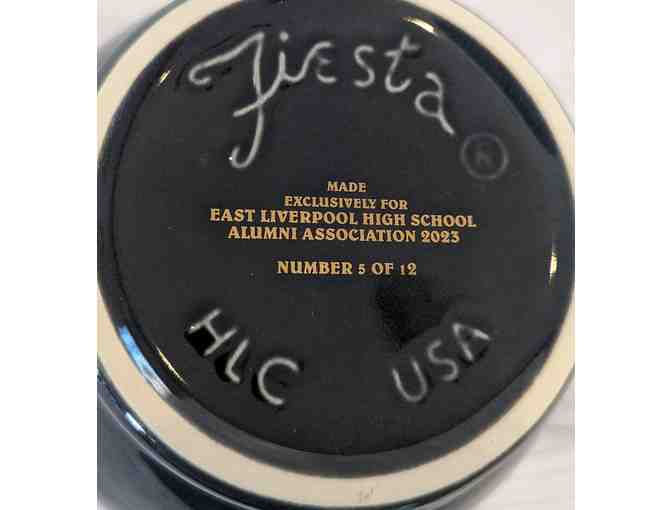 Fiesta
®
MADE
EXCLUSIVELY FOR
EAST LIVERPOOL HIGH SCHOOL
ALUMNI ASSOCIATION 2023
NUMBER 5 OF 12
HLC USA